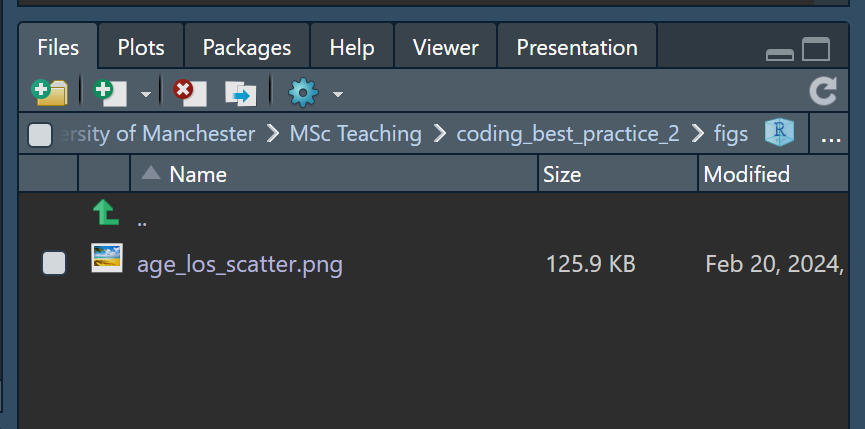 Files Plots Packages Help Viewer Presentation
ersity of Manchester MSc Teaching coding_best_practice_2 figs R ...
Name Size Modified
..
age_los_scatter.png 125.9 KB Feb 20, 2024,